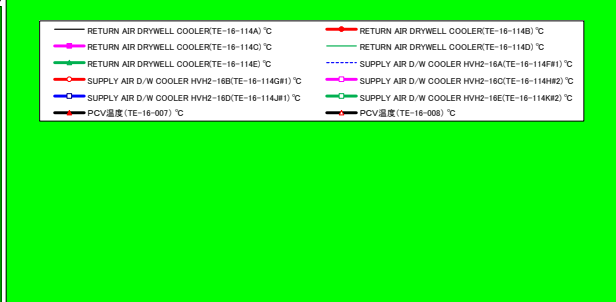 RETURN AIR DRYWELL COOLER(TE-16-114A) ℃
RETURN AIR DRYWELL COOLER(TE-16-114B) ℃
RETURN AIR DRYWELL COOLER(TE-16-114C) ℃
RETURN AIR DRYWELL COOLER(TE-16-114D) ℃
RETURN AIR DRYWELL COOLER(TE-16-114E) ℃
SUPPLY AIR D/W COOLER HVH2-16A(TE-16-114F#1) ℃
SUPPLY AIR D/W COOLER HVH2-16B(TE-16-114G#1) ℃
SUPPLY AIR D/W COOLER HVH2-16C(TE-16-114H#2) ℃
SUPPLY AIR D/W COOLER HVH2-16D(TE-16-114J#1) ℃
SUPPLY AIR D/W COOLER HVH2-16E(TE-16-114K#2) ℃
PCV温度(TE-16-007) ℃
PCV温度(TE-16-008) ℃